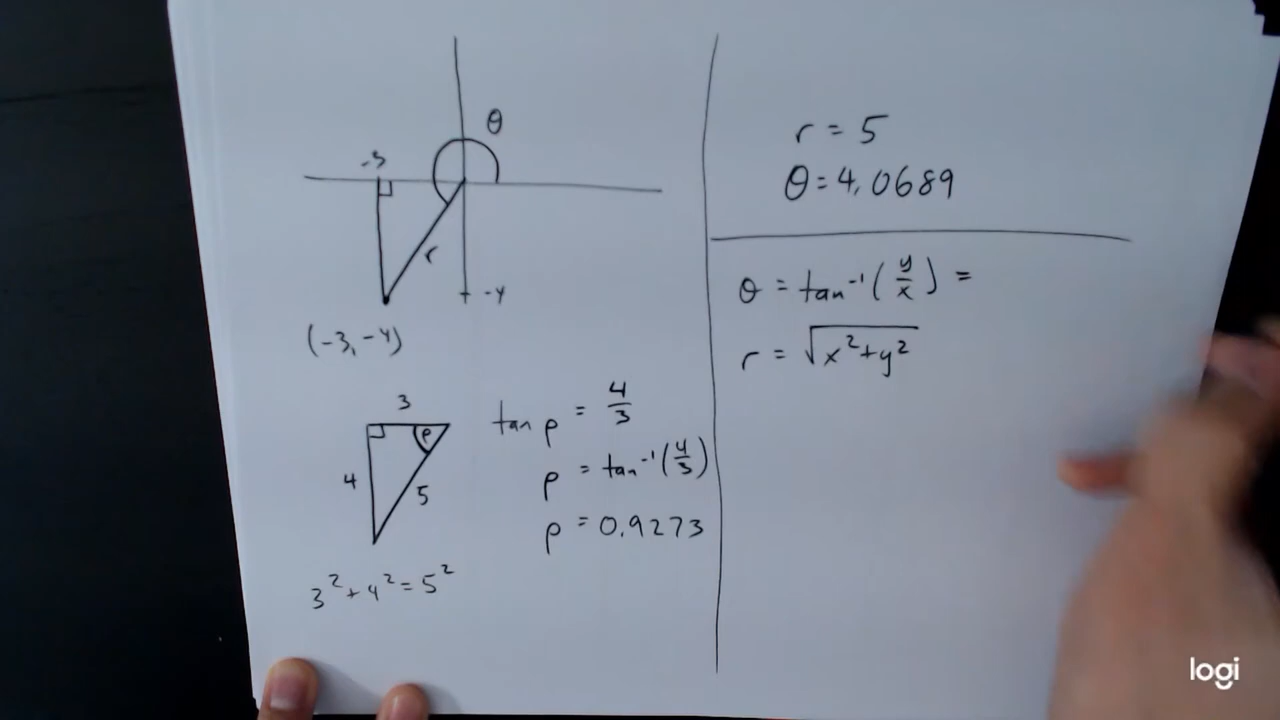 θ
-3
r
-4
(-3, -4)
3
ρ
4
5
3² + 4² = 5²
tan ρ = 4/3
ρ = tan⁻¹(4/3)
ρ = 0.9273
r = 5
θ = 4.0689
θ = tan⁻¹(y/x) =
r = √(x² + y²)
logi